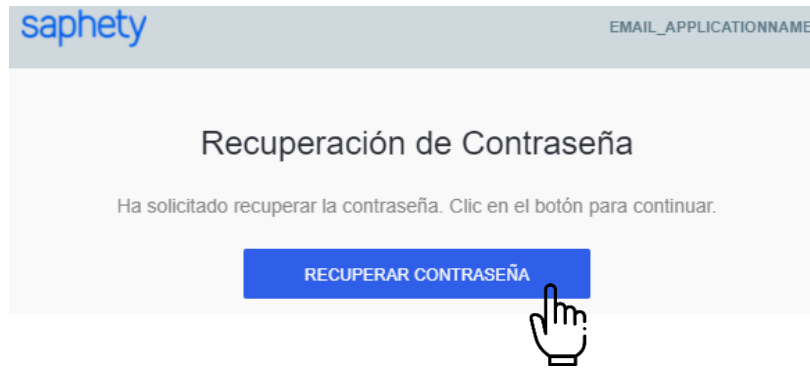 saphety
EMAIL_APPLICATIONNAME
Recuperación de Contraseña
Ha solicitado recuperar la contraseña. Clic en el botón para continuar.
RECUPERAR CONTRASEÑA